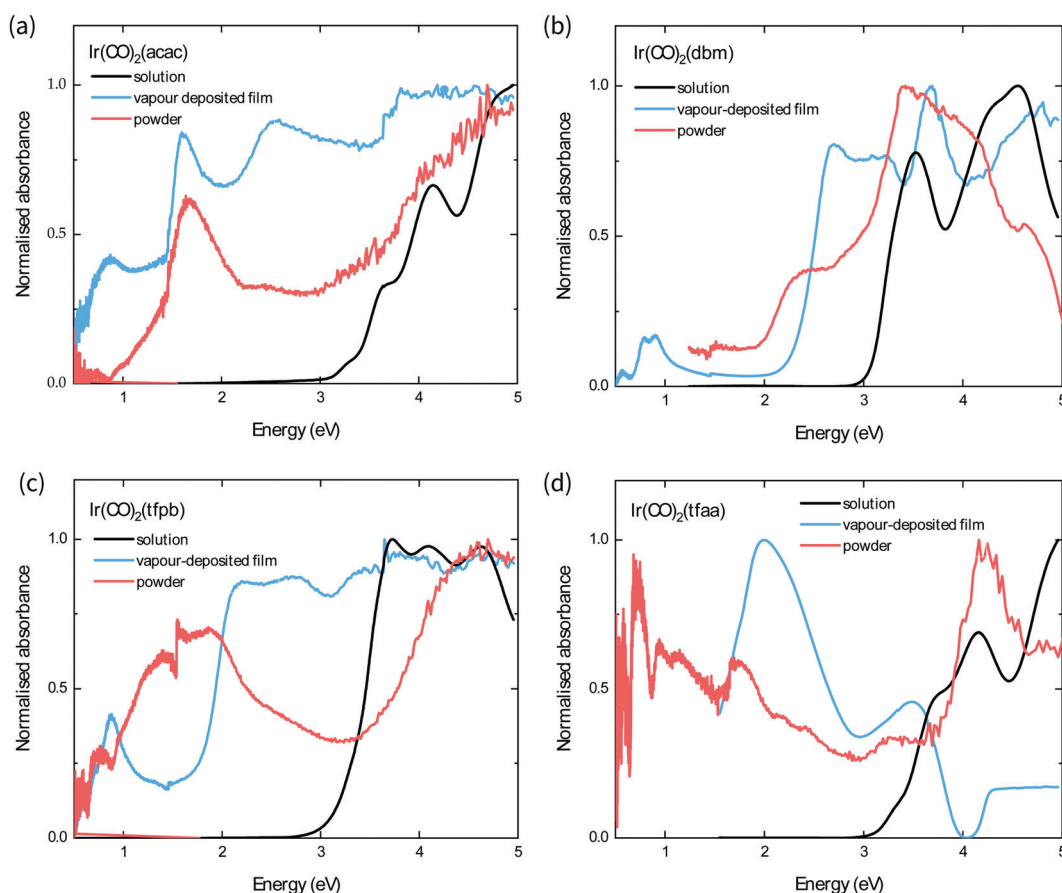 (a)
Ir(CO)2(acac)
solution
vapour deposited film
powder
1.0
0.5
0.0
Normalised absorbance
1 2 3 4 5
Energy (eV)
(b)
Ir(CO)2(dbm)
solution
vapour-deposited film
powder
1.0
0.5
0.0
Normalised absorbance
1 2 3 4 5
Energy (eV)
(c)
Ir(CO)2(tfpb)
solution
vapour-deposited film
powder
1.0
0.5
0.0
Normalised absorbance
1 2 3 4 5
Energy (eV)
(d)
Ir(CO)2(tfaa)
solution
vapour-deposited film
powder
1.0
0.5
0.0
Normalised absorbance
1 2 3 4 5
Energy (eV)